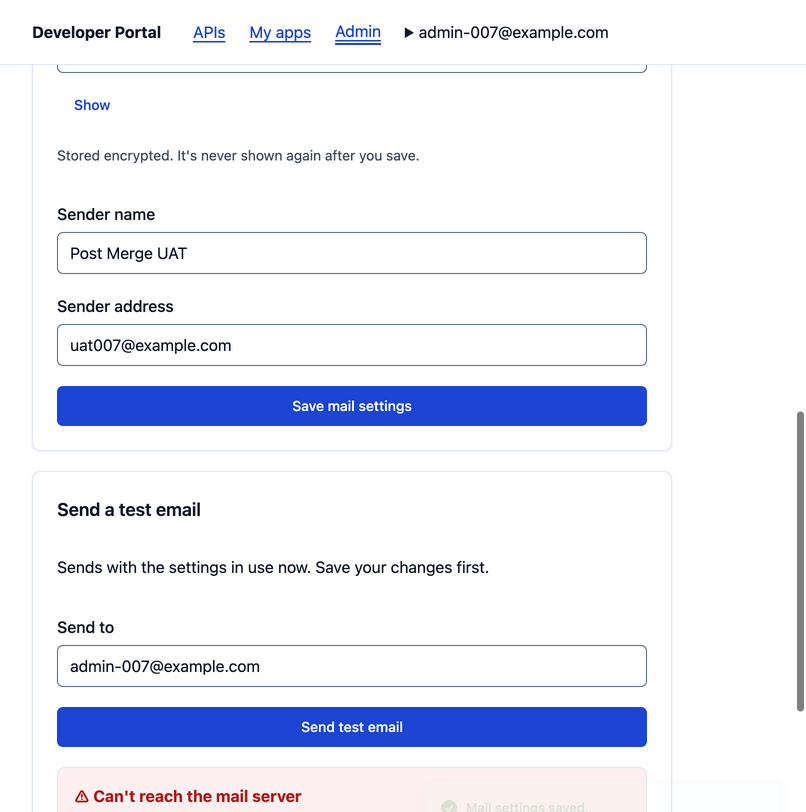 Developer Portal APIs My apps Admin ▶ admin-007@example.com
Show
Stored encrypted. It's never shown again after you save.
Sender name
Post Merge UAT
Sender address
uat007@example.com
Save mail settings
Send a test email
Sends with the settings in use now. Save your changes first.
Send to
admin-007@example.com
Send test email
Can't reach the mail server
Mail settings saved.